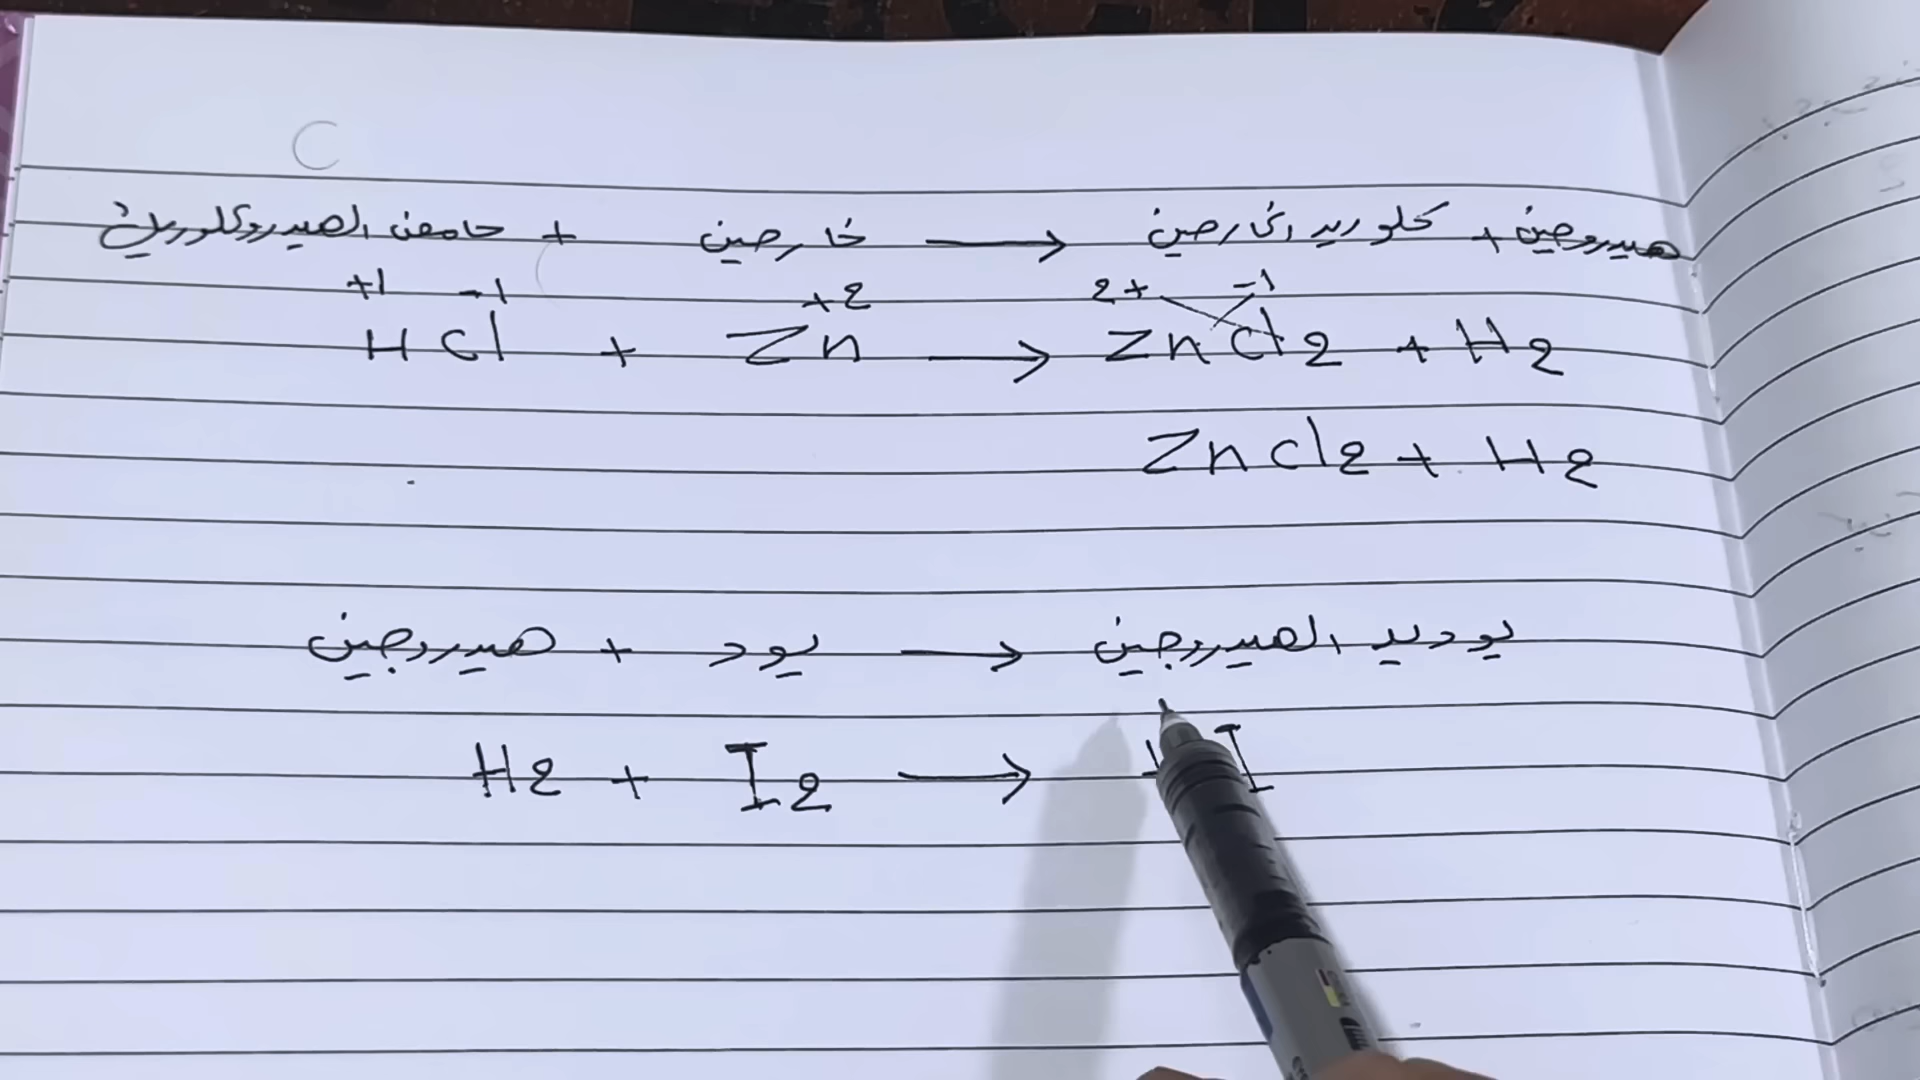 حامض الهيدروكلوريك + خارصين → كلوريد الخارصين + هيدروجين
+1 -1 +2 2+ -1
HCl + Zn → ZnCl2 + H2
ZnCl2 + H2
هيدروجين + يود → يوديد الهيدروجين
H2 + I2 → HI